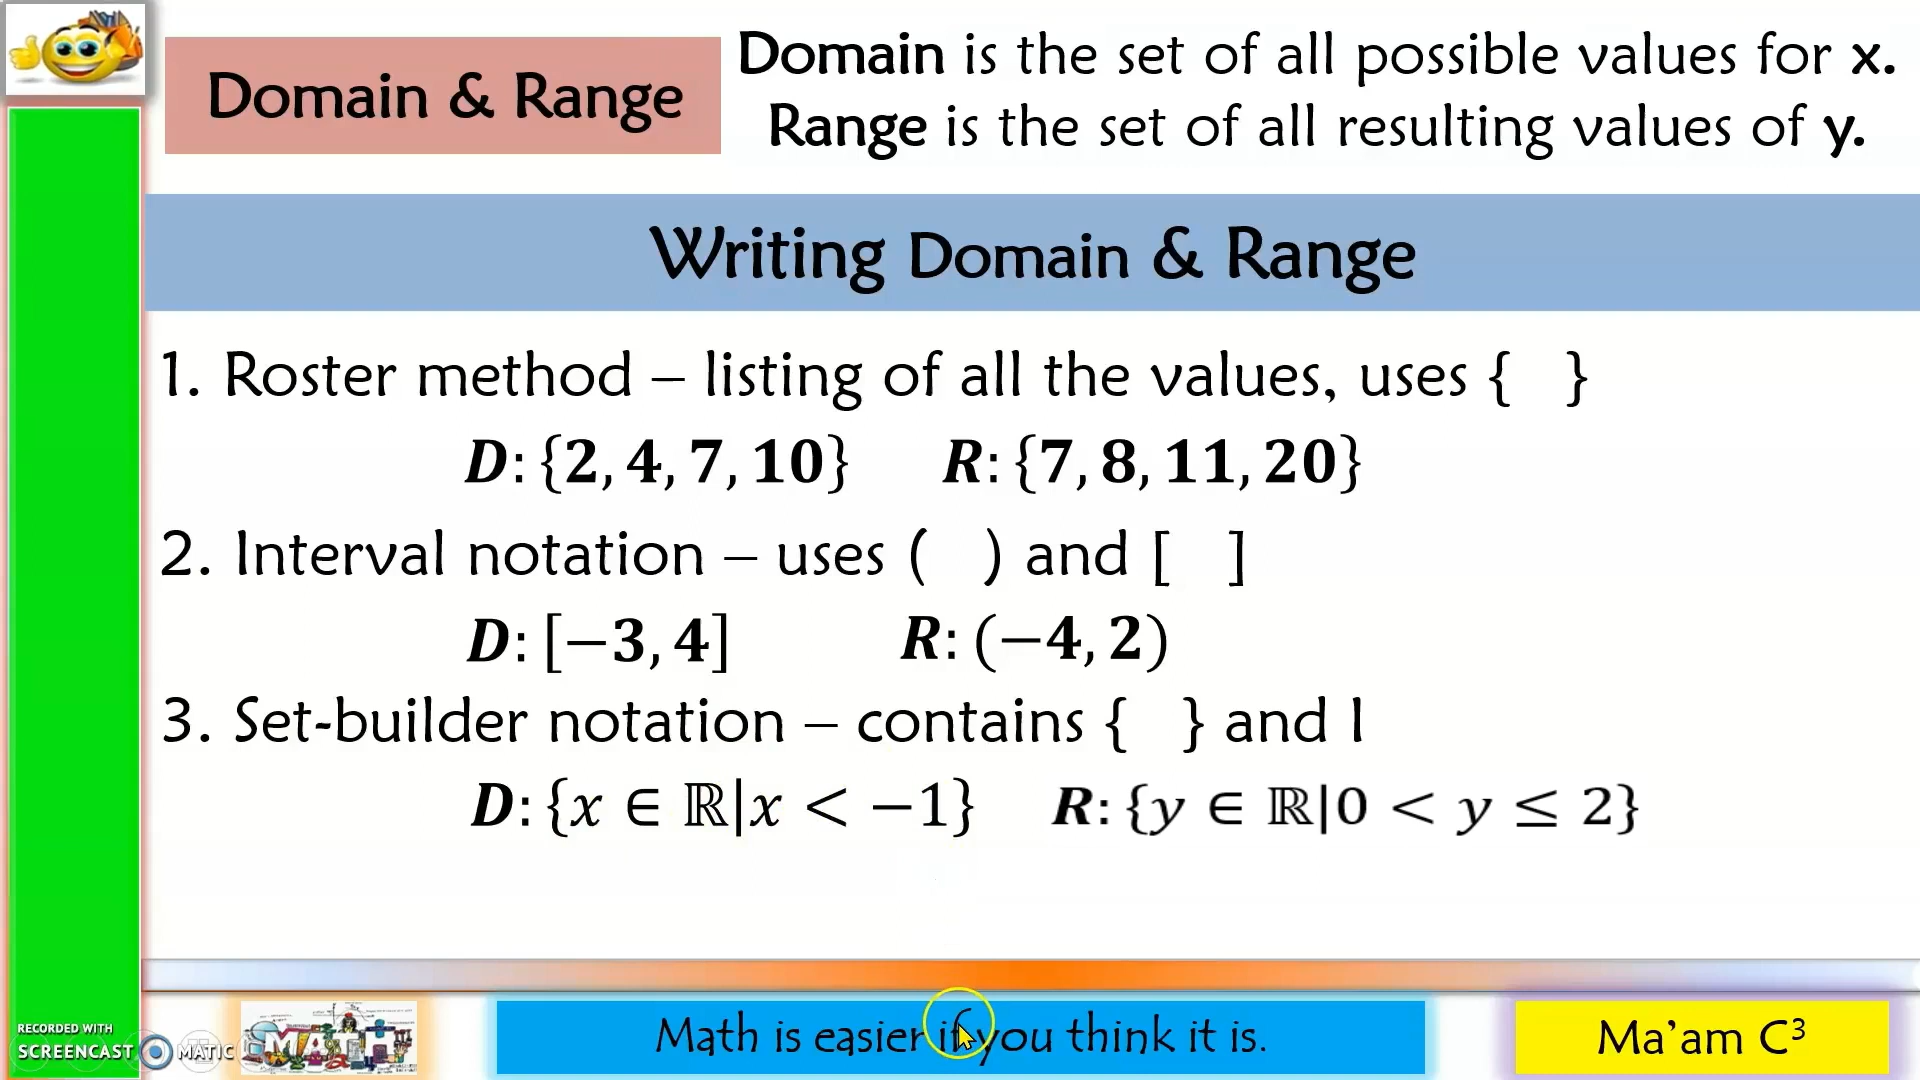 Domain & Range
Domain is the set of all possible values for x.
Range is the set of all resulting values of y.
Writing Domain & Range
1. Roster method – listing of all the values, uses { }
D: {2, 4, 7, 10} R: {7, 8, 11, 20}
2. Interval notation – uses ( ) and [ ]
D: [−3, 4] R: (−4, 2)
3. Set-builder notation – contains { } and |
D: {x ∈ ℝ|x < −1} R: {y ∈ ℝ|0 < y ≤ 2}
RECORDED WITH
SCREENCAST MATIC
MATH
Math is easier if you think it is.
Ma’am C³